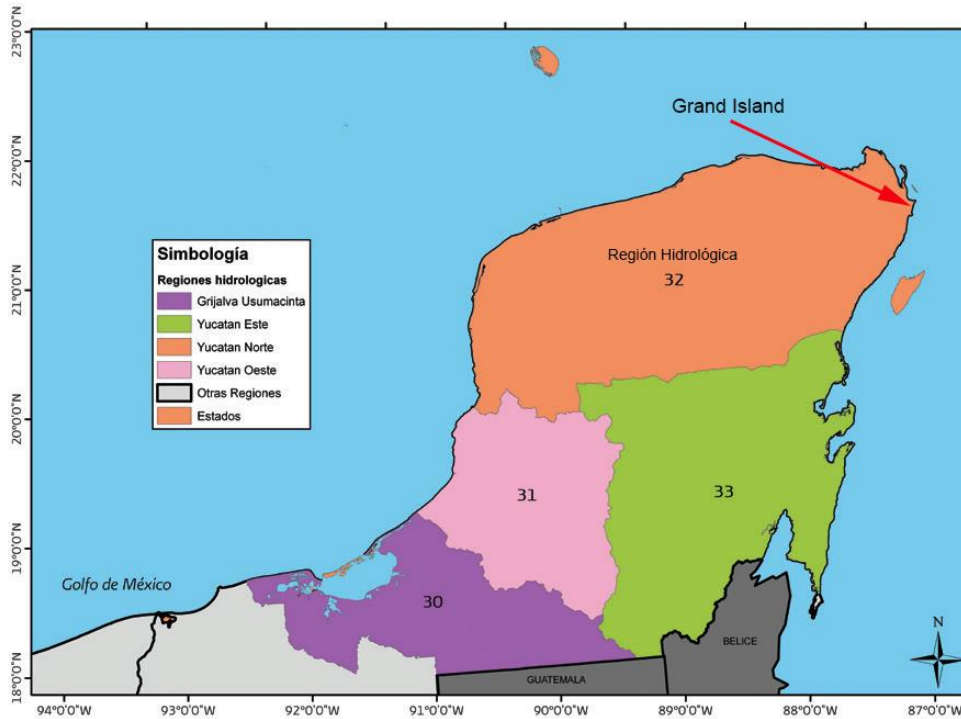 23°0'0"N
22°0'0"N
21°0'0"N
20°0'0"N
19°0'0"N
18°0'0"N
Grand Island
Región Hidrológica
32
Simbología
Regiones hidrologicas
Grijalva Usumacinta
Yucatan Este
Yucatan Norte
Yucatan Oeste
Otras Regiones
Estados
31
33
30
Golfo de México
BELICE
GUATEMALA
N
94°0'0"W
93°0'0"W
92°0'0"W
91°0'0"W
90°0'0"W
89°0'0"W
88°0'0"W
87°0'0"W